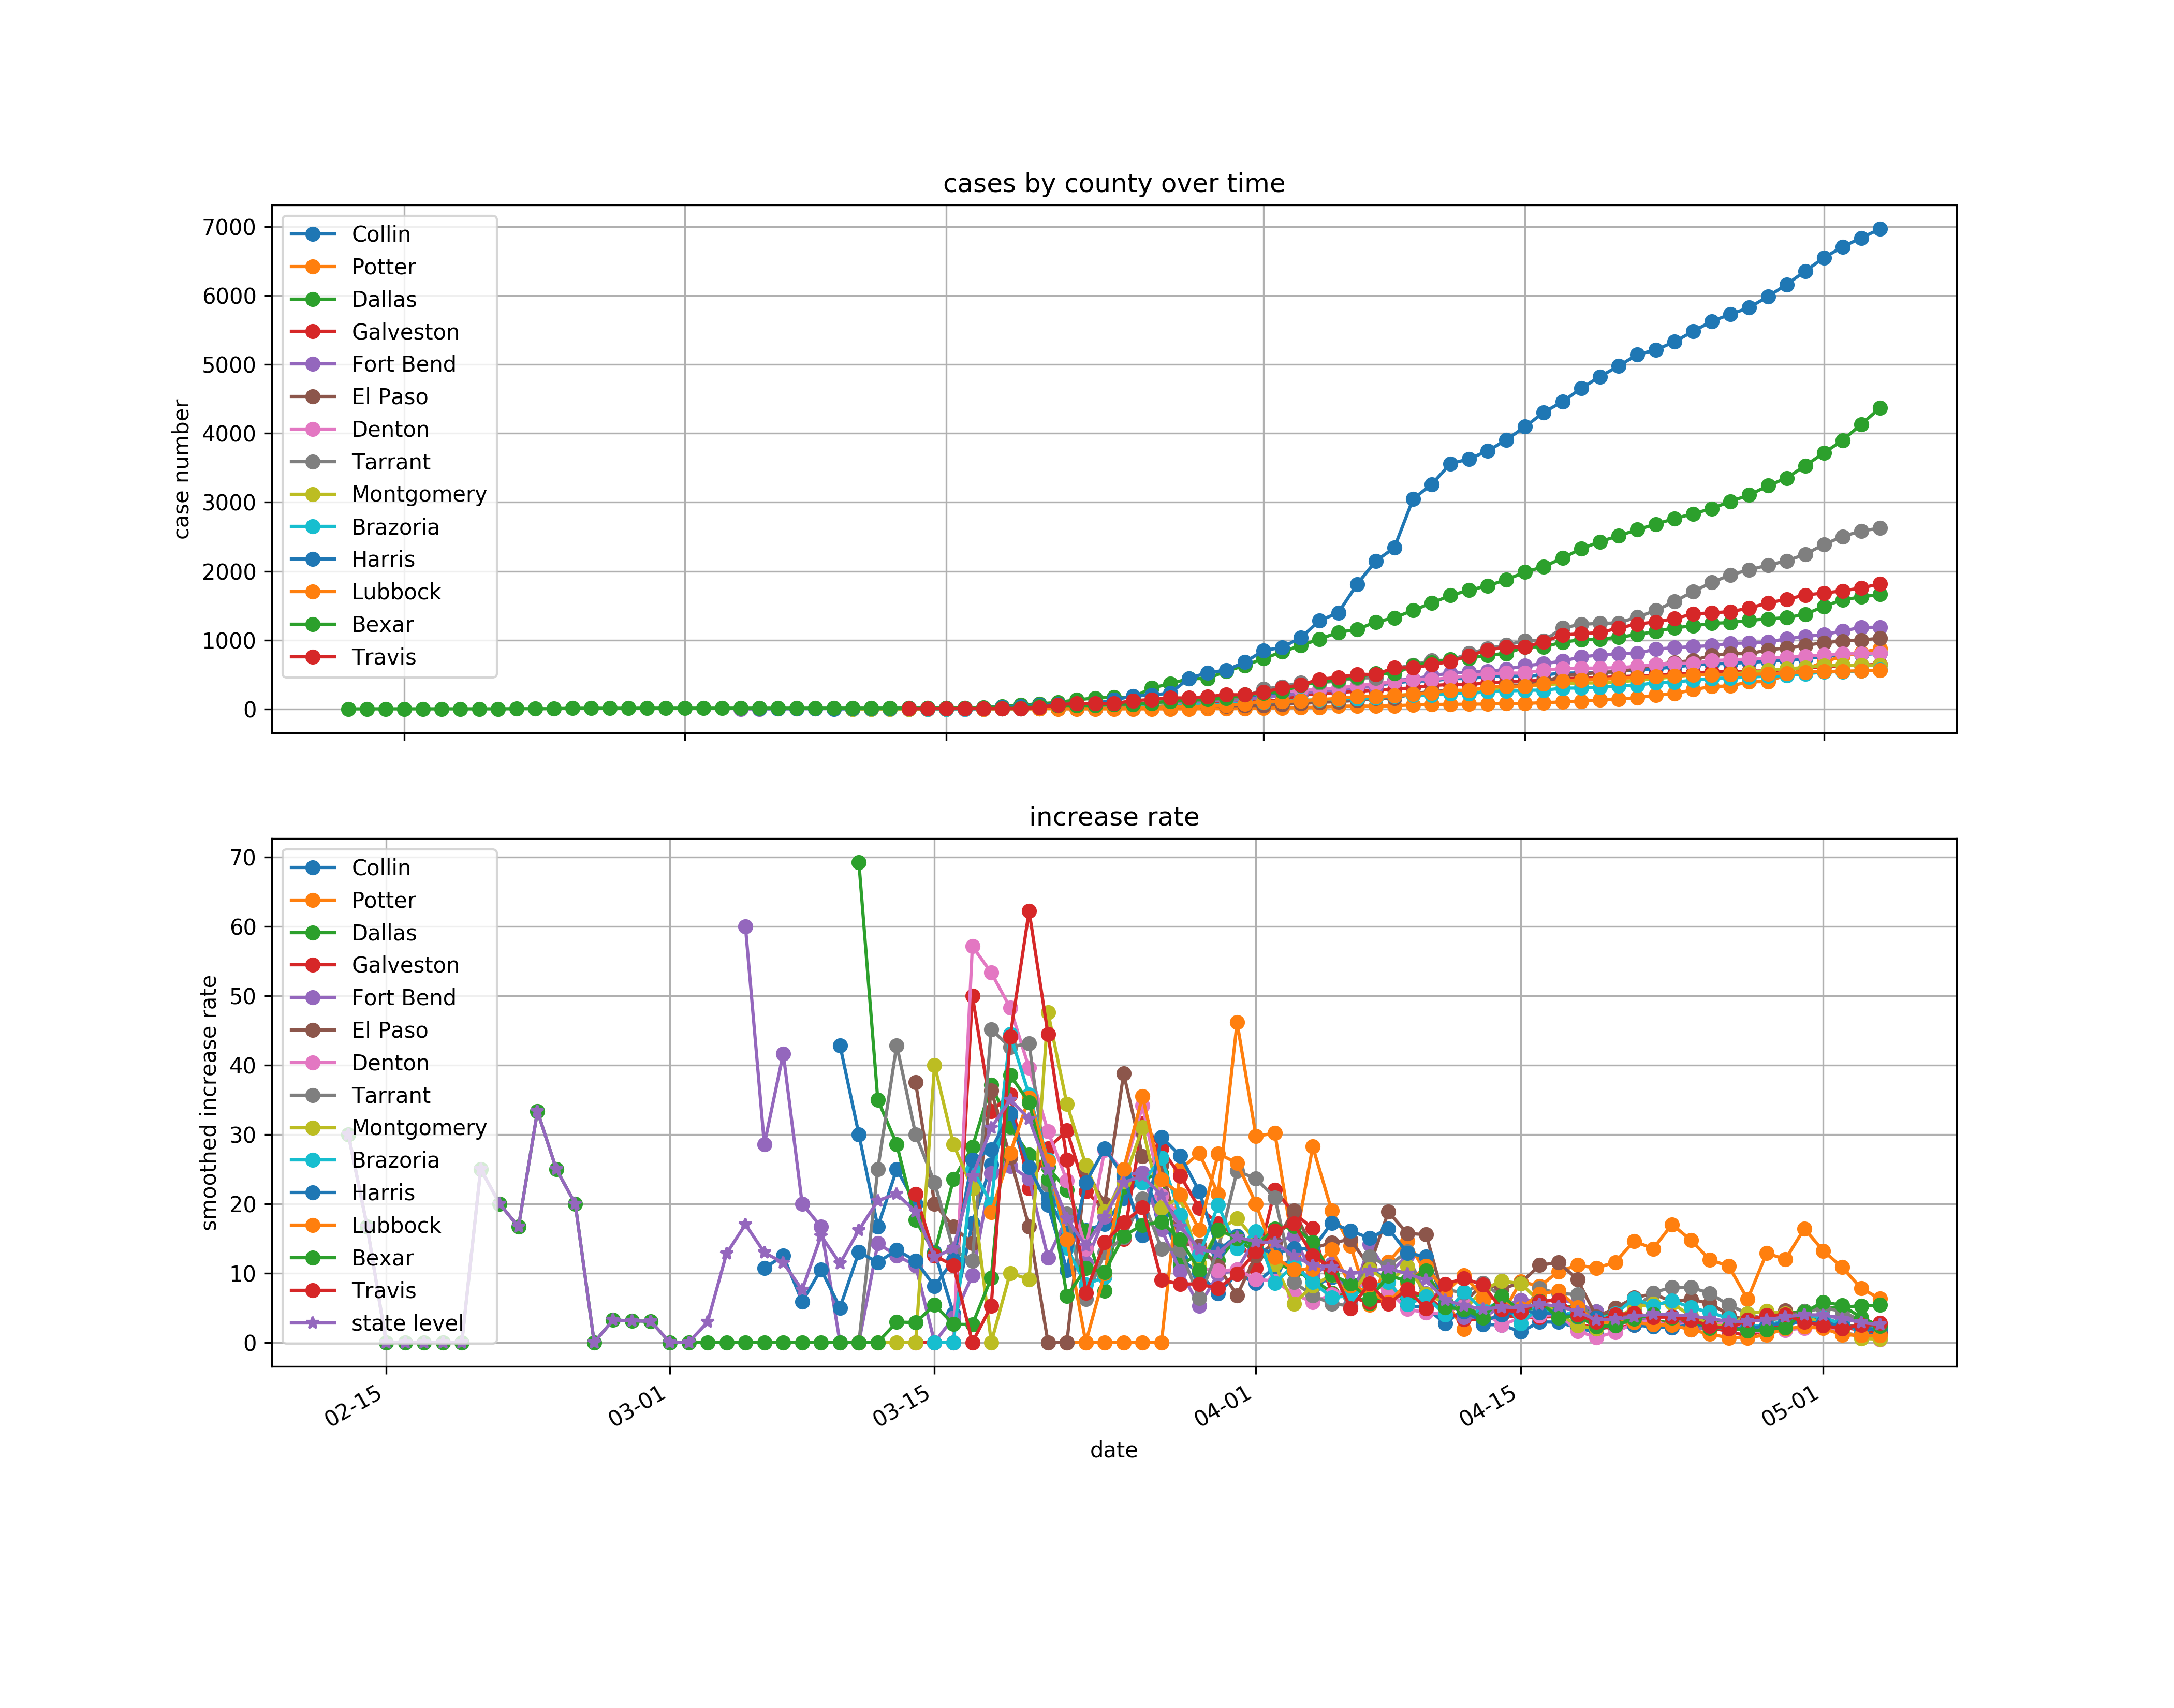 cases by county over time
case number
7000
6000
5000
4000
3000
2000
1000
0
Collin
Potter
Dallas
Galveston
Fort Bend
El Paso
Denton
Tarrant
Montgomery
Brazoria
Harris
Lubbock
Bexar
Travis
increase rate
smoothed increase rate
70
60
50
40
30
20
10
0
Collin
Potter
Dallas
Galveston
Fort Bend
El Paso
Denton
Tarrant
Montgomery
Brazoria
Harris
Lubbock
Bexar
Travis
state level
02-15
03-01
03-15
04-01
04-15
05-01
date